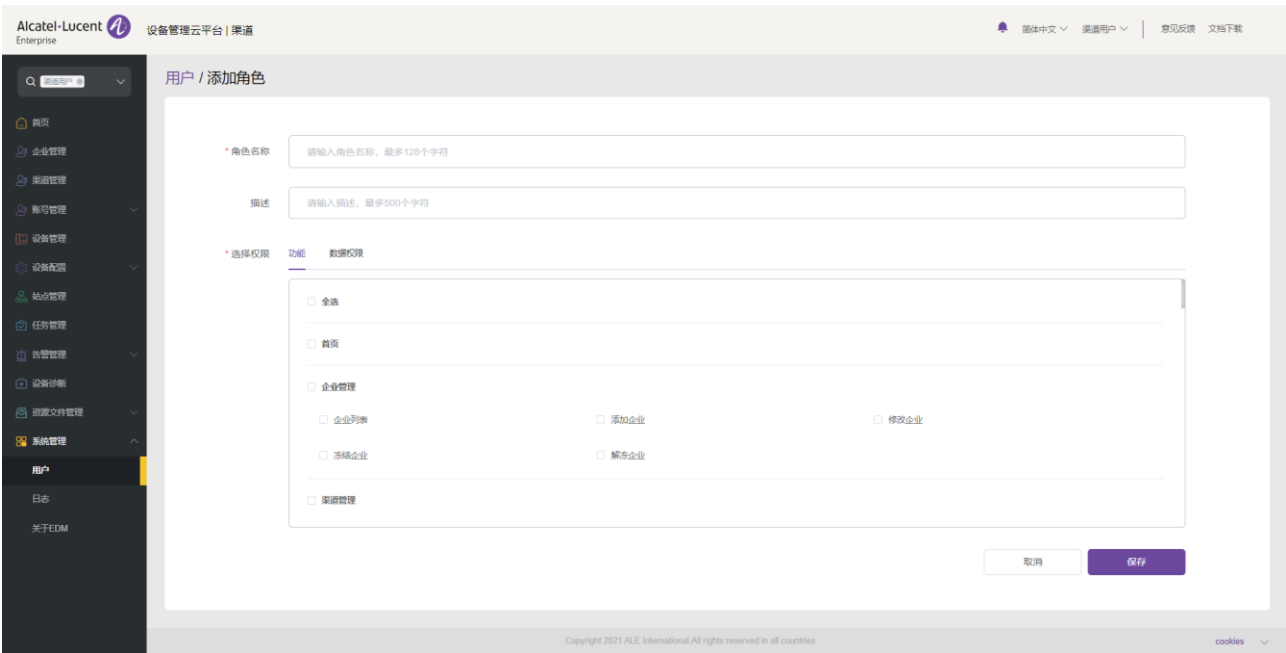 Alcatel·Lucent
Enterprise
设备管理云平台 | 渠道
简体中文
渠道用户
意见反馈
文档下载
渠道用户
首页
企业管理
渠道管理
账号管理
设备管理
设备配置
站点管理
任务管理
告警管理
设备诊断
资源文件管理
系统管理
用户
日志
关于EDM
用户 / 添加角色
* 角色名称
请输入角色名称，最多128个字符
描述
请输入描述，最多500个字符
* 选择权限
功能
数据权限
全选
首页
企业管理
企业列表
添加企业
修改企业
冻结企业
解冻企业
渠道管理
取消
保存
Copyright 2021 ALE International All rights reserved in all countries
cookies